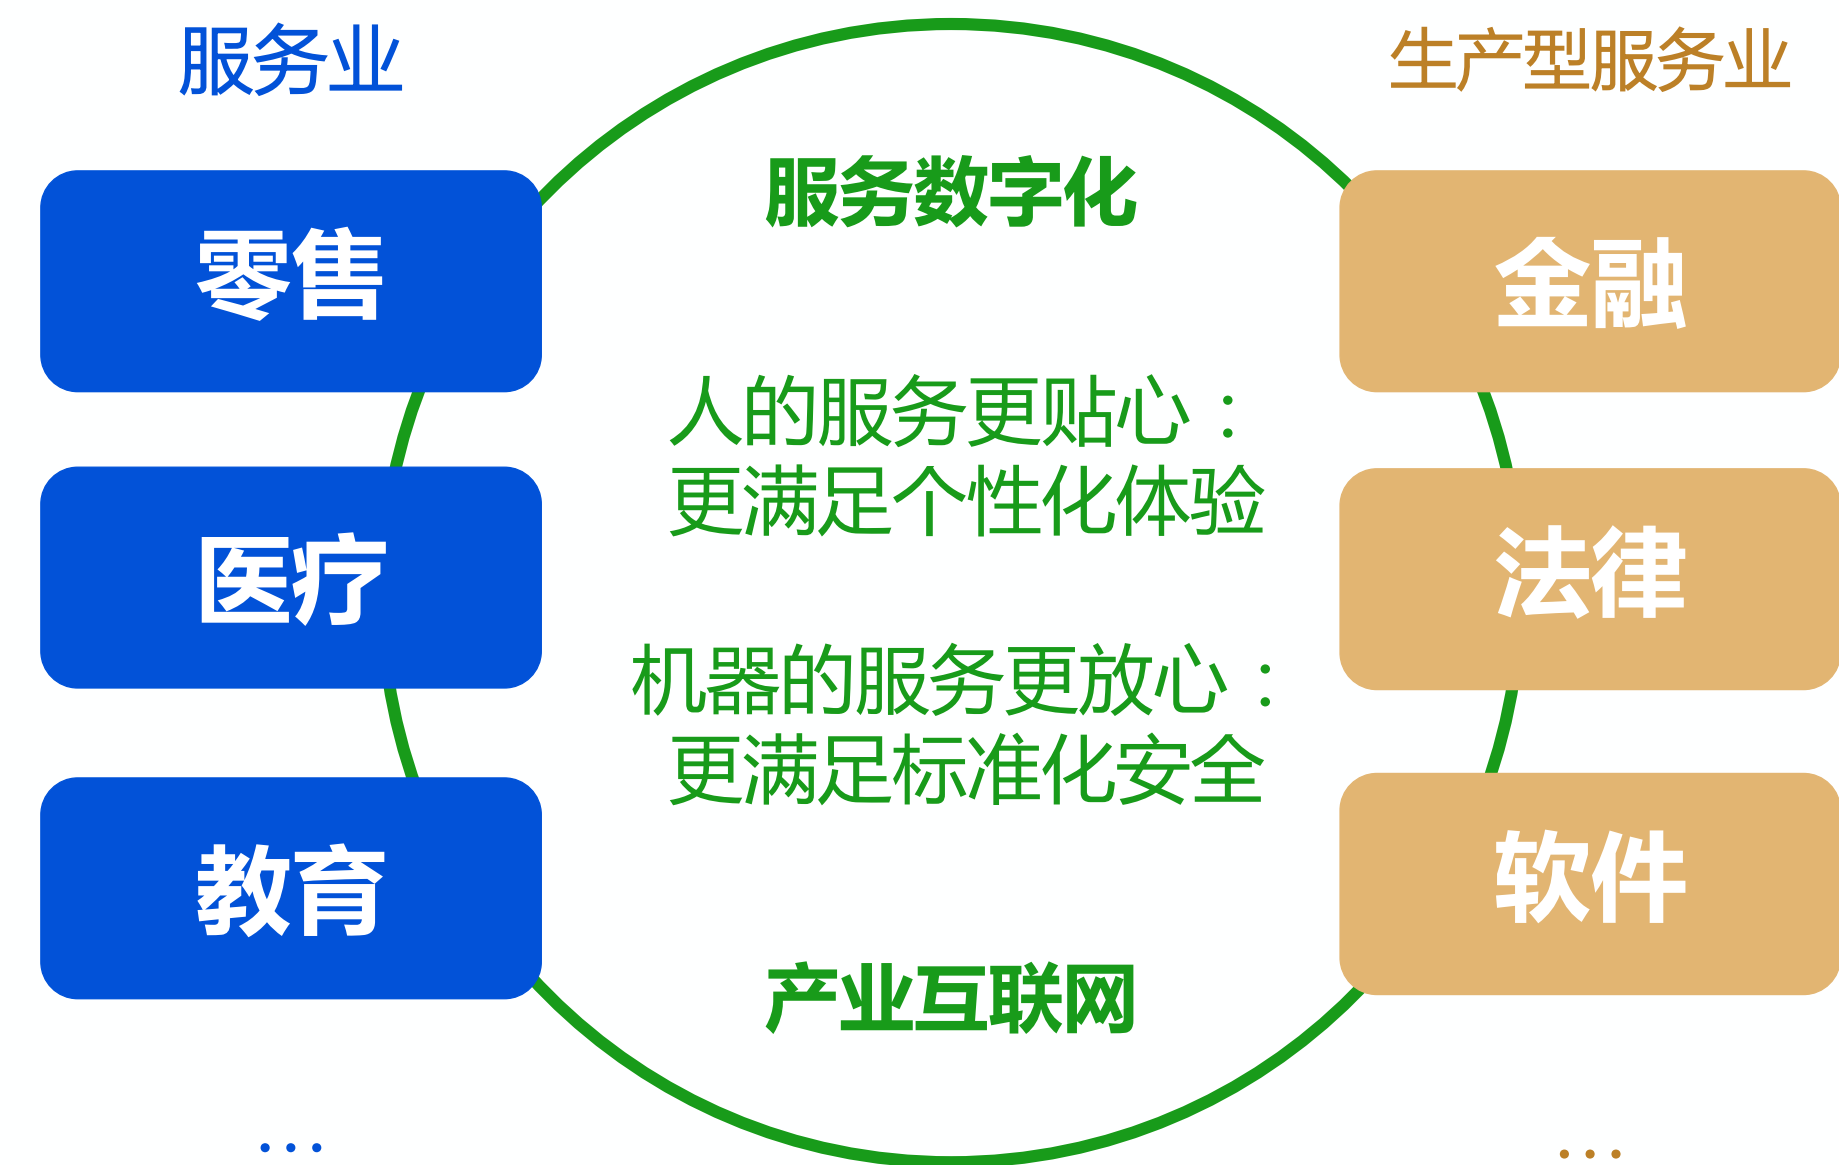 服务业
零售
医疗
教育
…
服务数字化
人的服务更贴心：
更满足个性化体验
机器的服务更放心：
更满足标准化安全
产业互联网
生产型服务业
金融
法律
软件
…